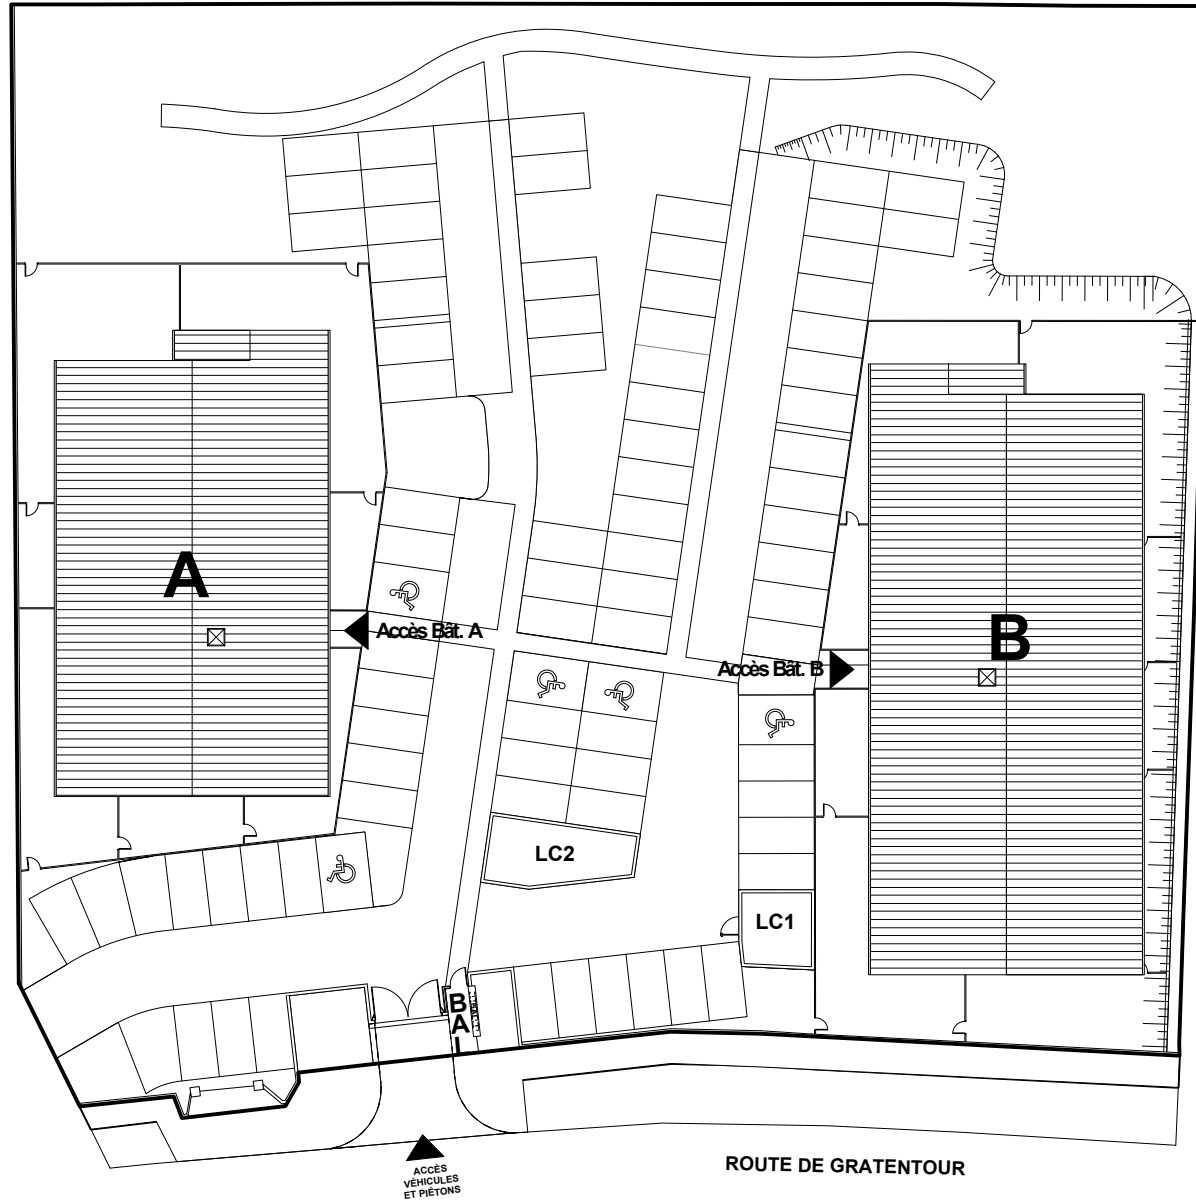 A
Accès Bât. A
B
Accès Bât. B
LC2
LC1
B
A
L
ACCÈS
VÉHICULES
ET PIÉTONS
ROUTE DE GRATENTOUR